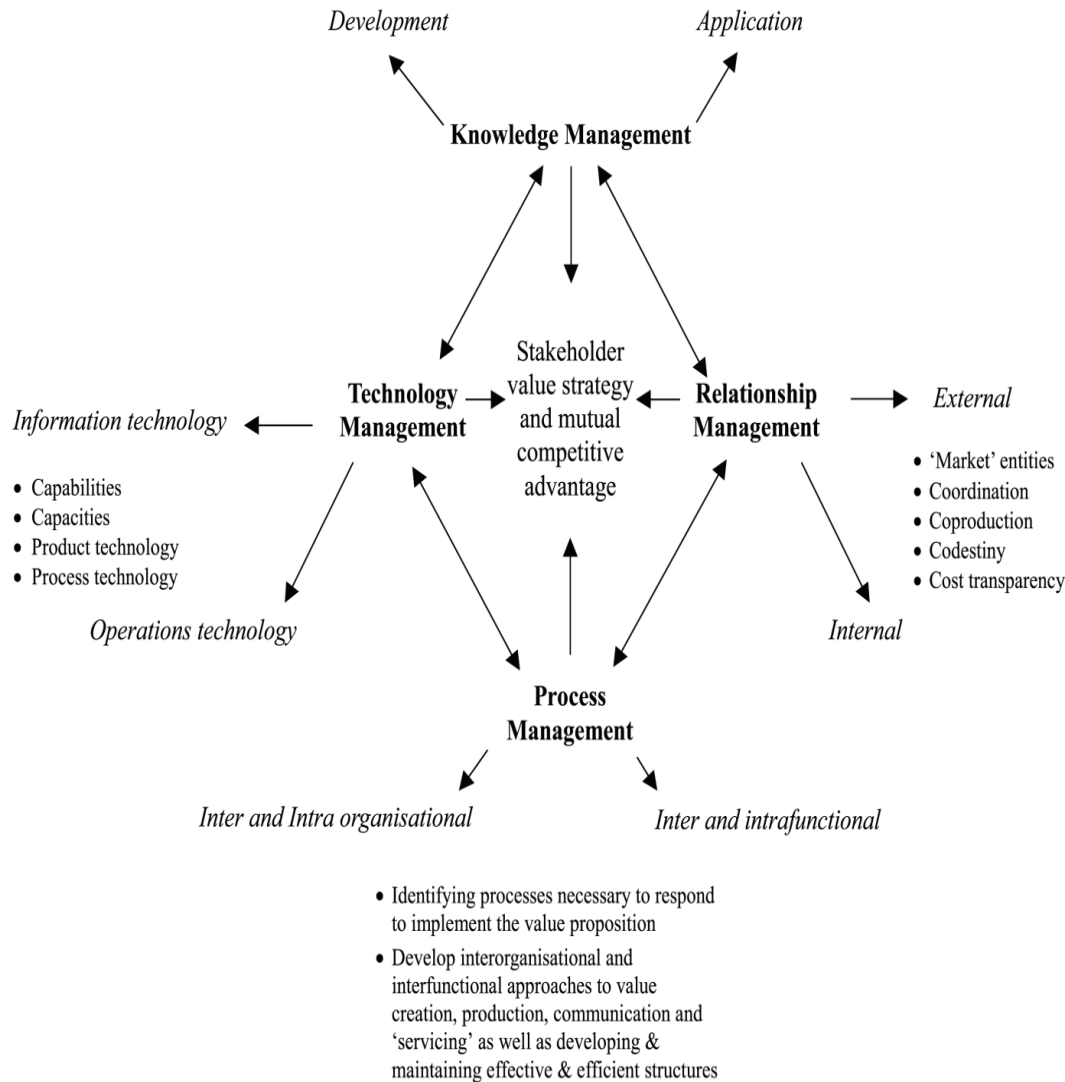 Development
Application
Knowledge Management
Stakeholder
value strategy
and mutual
competitive
advantage
Technology
Management
Relationship
Management
Information technology
• Capabilities
• Capacities
• Product technology
• Process technology
Operations technology
External
• ‘Market’ entities
• Coordination
• Coproduction
• Codestiny
• Cost transparency
Internal
Process
Management
Inter and Intra organisational
Inter and intrafunctional
• Identifying processes necessary to respond
to implement the value proposition
• Develop interorganisational and
interfunctional approaches to value
creation, production, communication and
‘servicing’ as well as developing &
maintaining effective & efficient structures